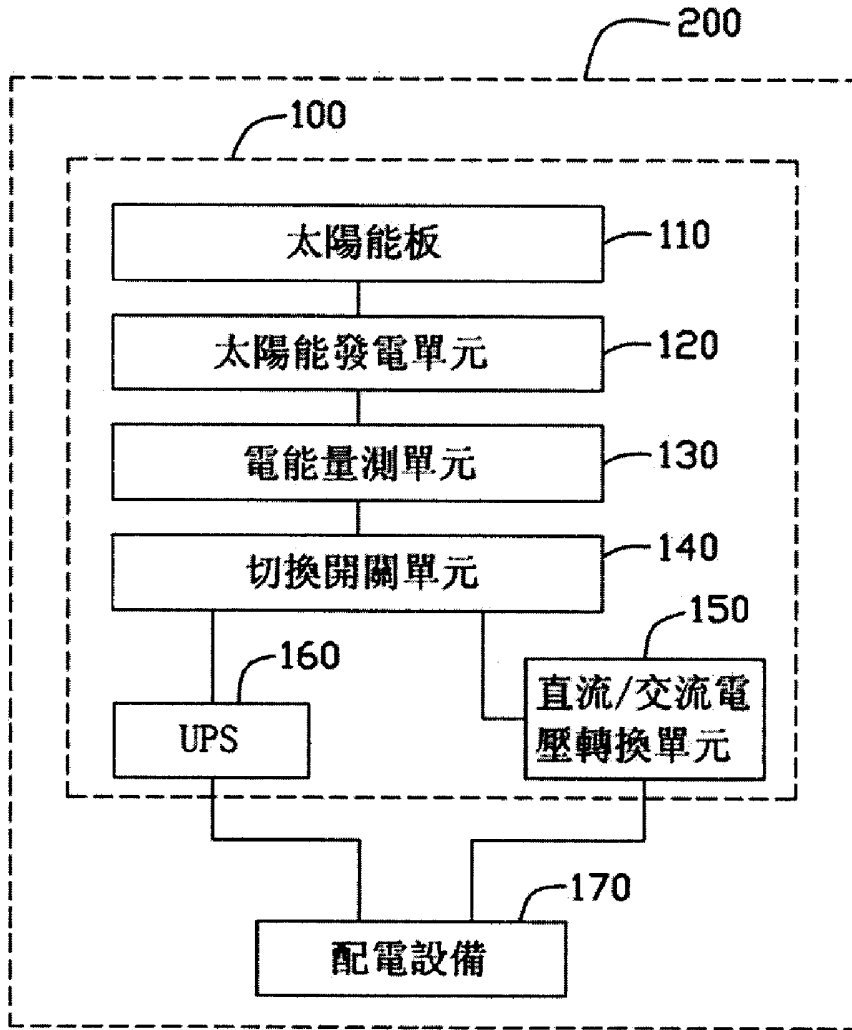 200
100
太陽能板
110
太陽能發電單元
120
電能量測單元
130
切換開關單元
140
150
160
直流/交流電
壓轉換單元
UPS
170
配電設備